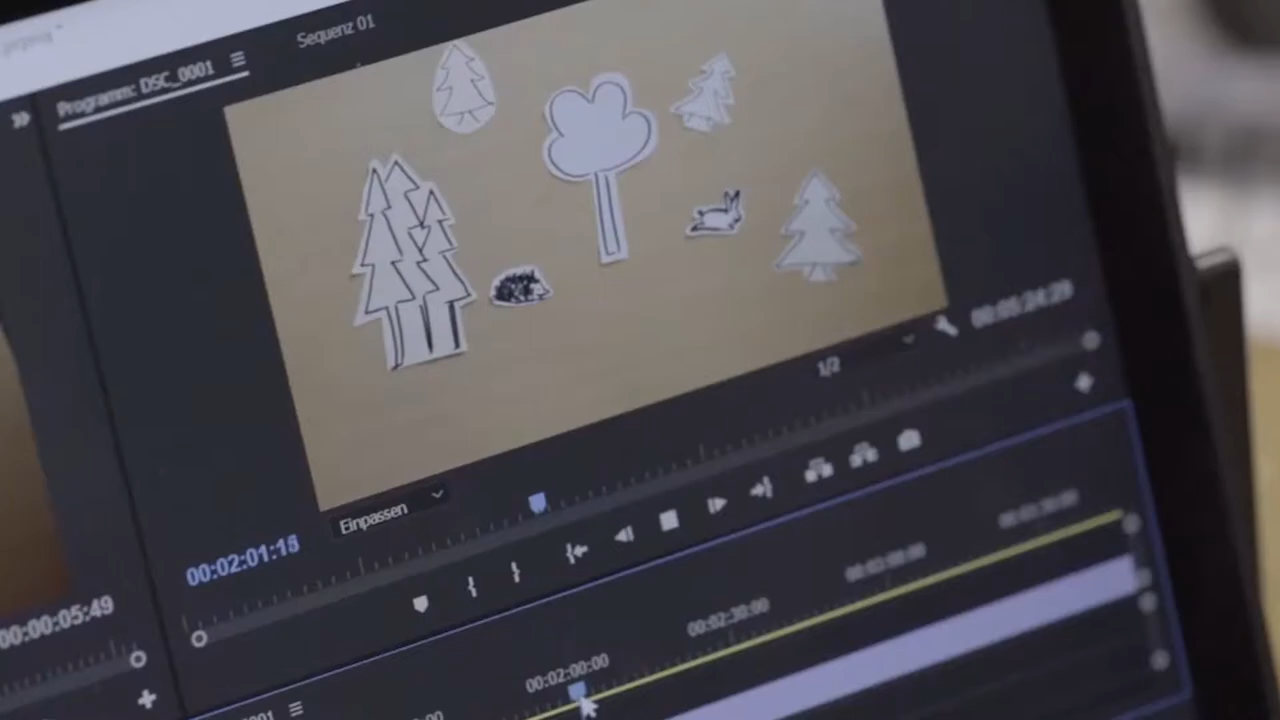 Sequenz 01
Programm: DSC_0001
00:05:24:29
1/2
Einpassen
00:02:01:15
00:00:05:49
00:02:30:00
00:02:00:00